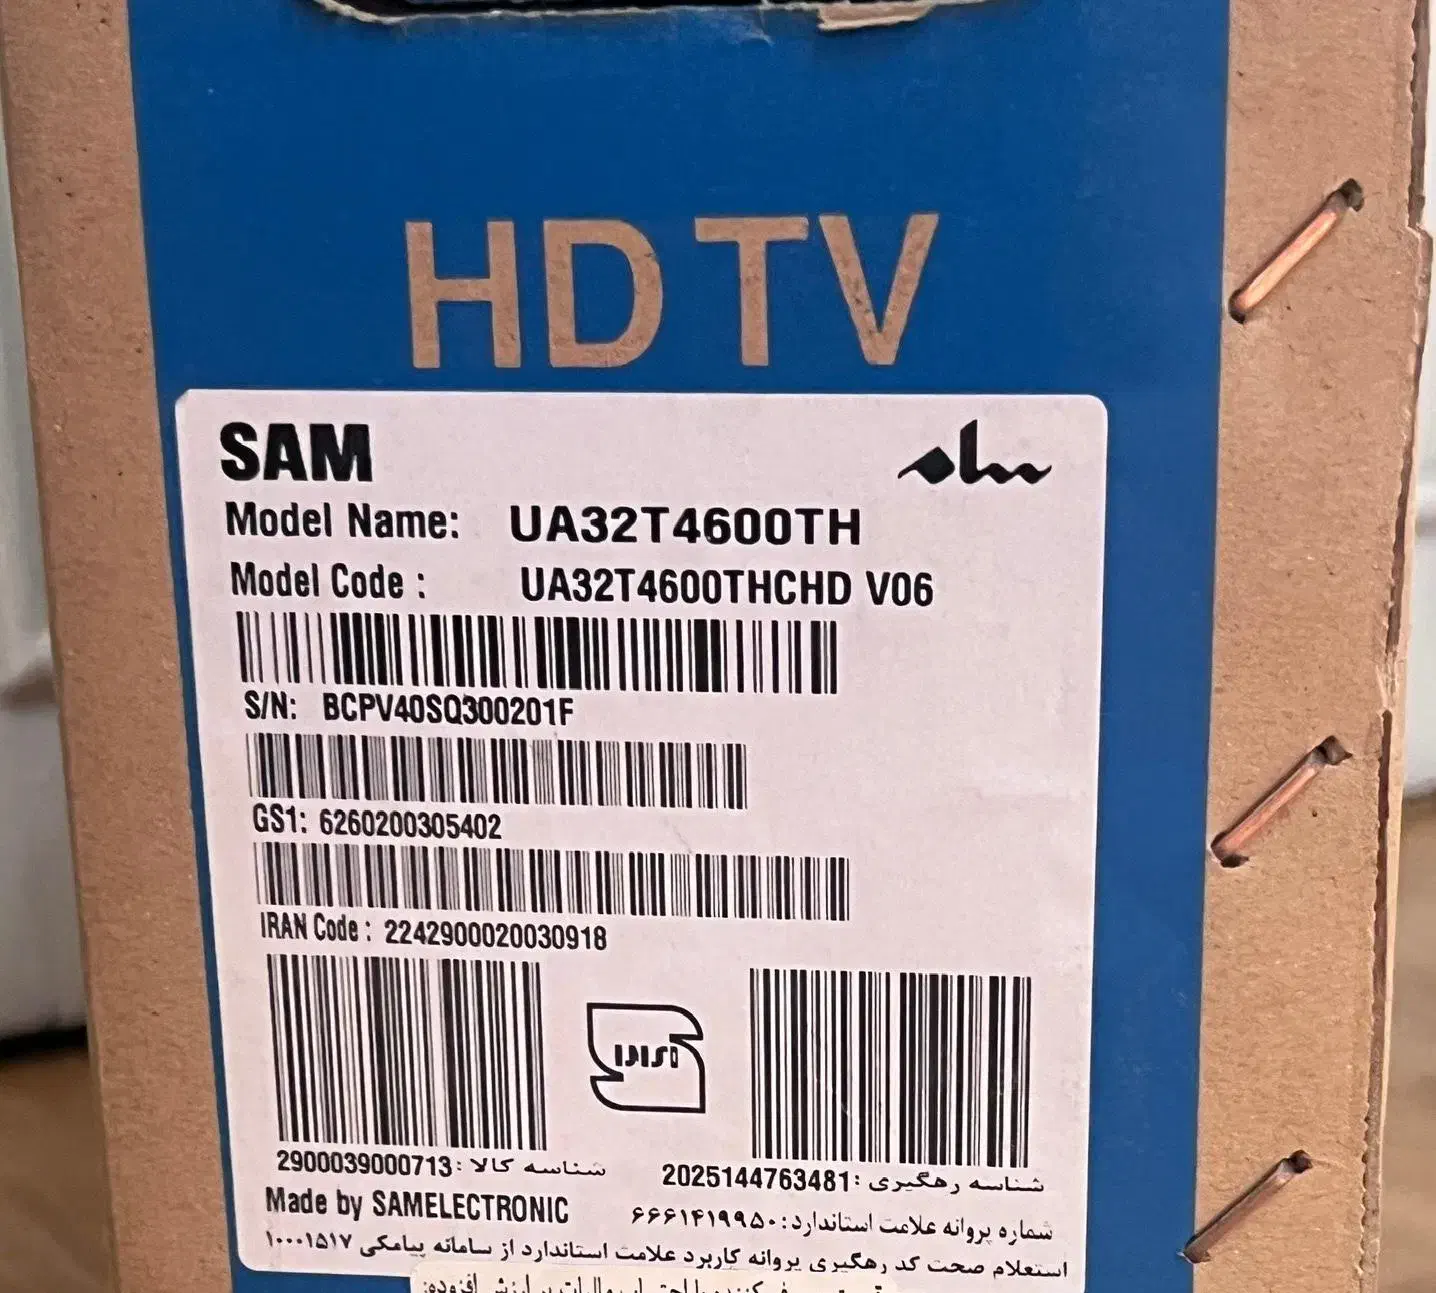 HD TV
SAM سام
Model Name: UA32T4600TH
Model Code : UA32T4600THCHD V06
S/N: BCPV40SQ300201F
GS1: 6260200305402
IRAN Code : 2242900020030918
شناسه کالا: 2900039000713
شناسه رهگیری: 2025144763481
Made by SAMELECTRONIC
شماره پروانه علامت استاندارد: ۶۶۶۱۴۱۹۹۵۰
استعلام صحت کد رهگیری پروانه کاربرد علامت استاندارد از سامانه پیامکی ۱۰۰۰۱۵۱۷